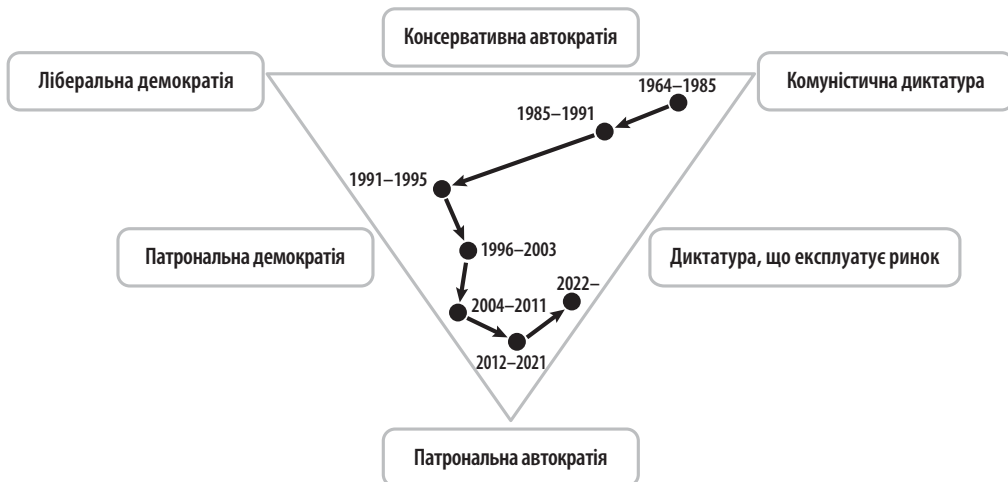 Консервативна автократія
Ліберальна демократія
Комуністична диктатура
1964–1985
1985–1991
1991–1995
Патрональна демократія
1996–2003
Диктатура, що експлуатує ринок
2022–
2004–2011
2012–2021
Патрональна автократія